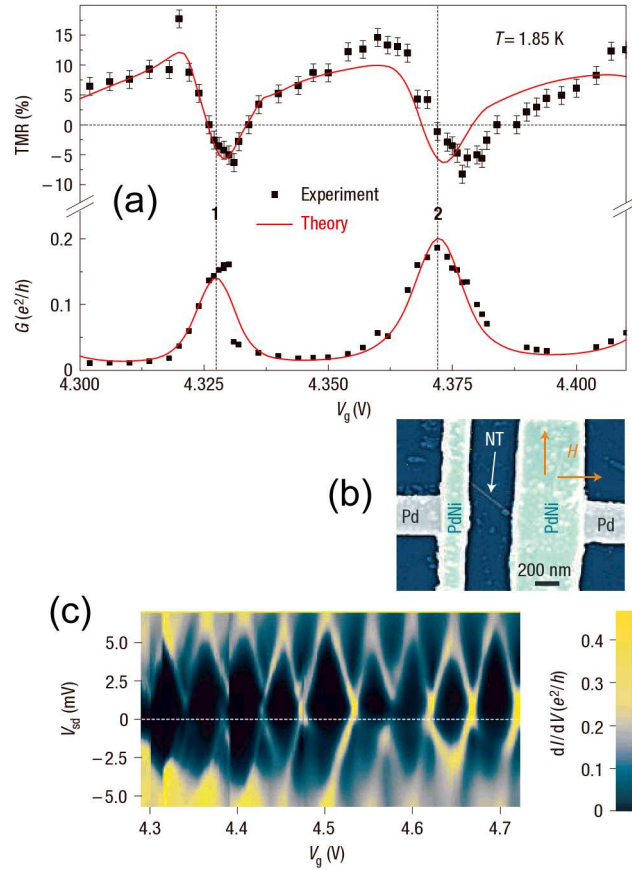 15
10
5
0
−5
−10
TMR (%)
T = 1.85 K
(a)
Experiment
Theory
1
2
0.2
0.1
0
G (e²/h)
4.300
4.325
4.350
4.375
4.400
Vg (V)
(b)
NT
H
Pd
PdNi
PdNi
Pd
200 nm
(c)
5.0
2.5
0
−2.5
−5.0
Vsd (mV)
4.3
4.4
4.5
4.6
4.7
Vg (V)
0.4
0.3
0.2
0.1
0
dI/dV (e²/h)